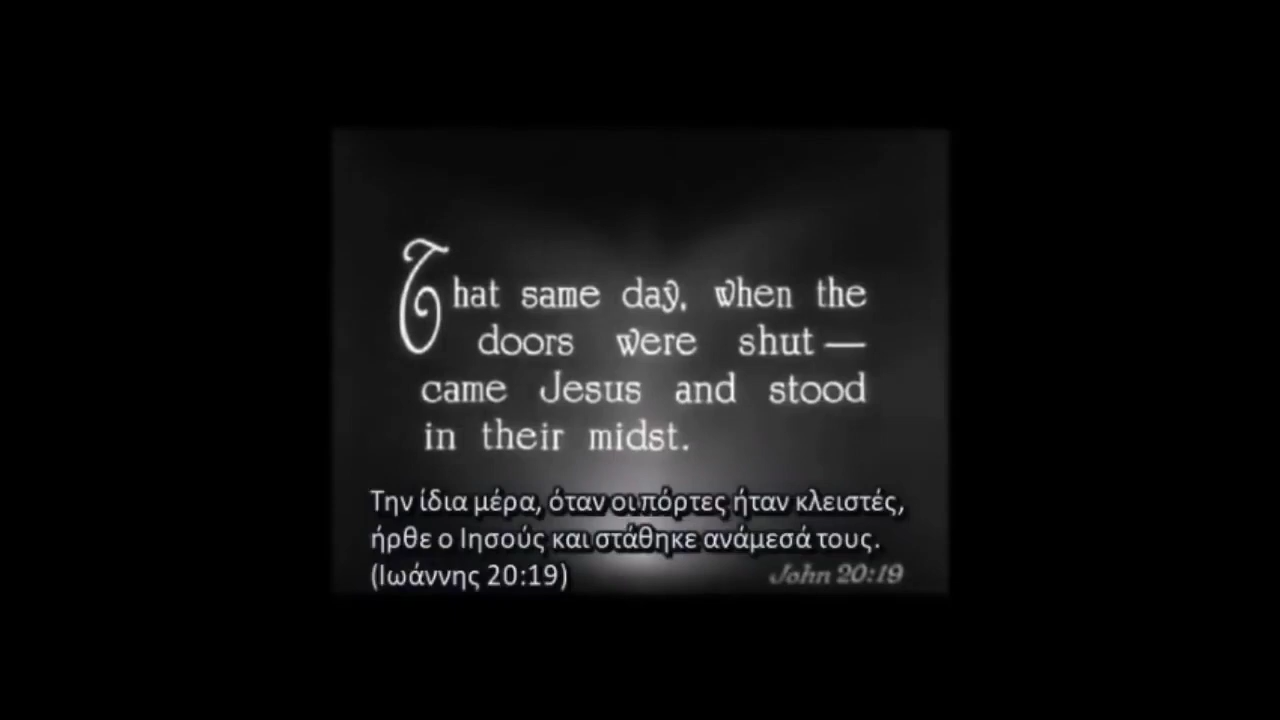 That same day, when the
doors were shut —
came Jesus and stood
in their midst.
Την ίδια μέρα, όταν οι πόρτες ήταν κλειστές,
ήρθε ο Ιησούς και στάθηκε ανάμεσά τους.
(Ιωάννης 20:19)
John 20:19